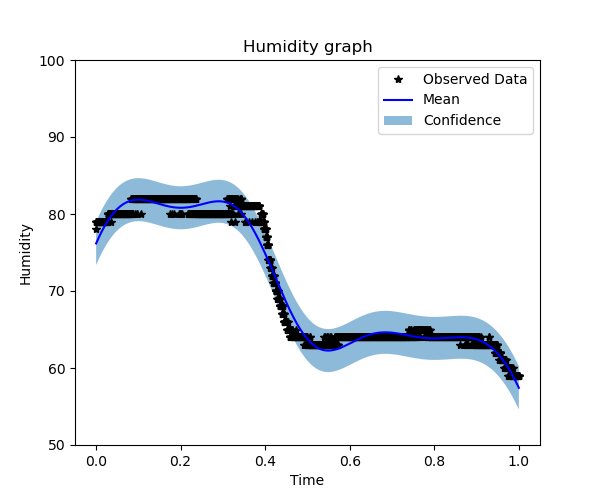 Humidity graph
Observed Data
Mean
Confidence
100
90
80
70
60
50
Humidity
0.0 0.2 0.4 0.6 0.8 1.0
Time